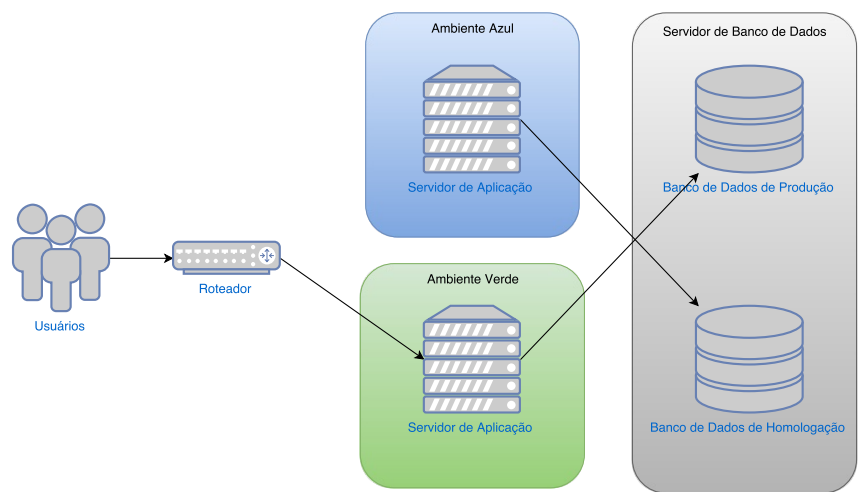 Ambiente Azul
Servidor de Aplicação
Servidor de Banco de Dados
Banco de Dados de Produção
Usuários
Roteador
Ambiente Verde
Servidor de Aplicação
Banco de Dados de Homologação